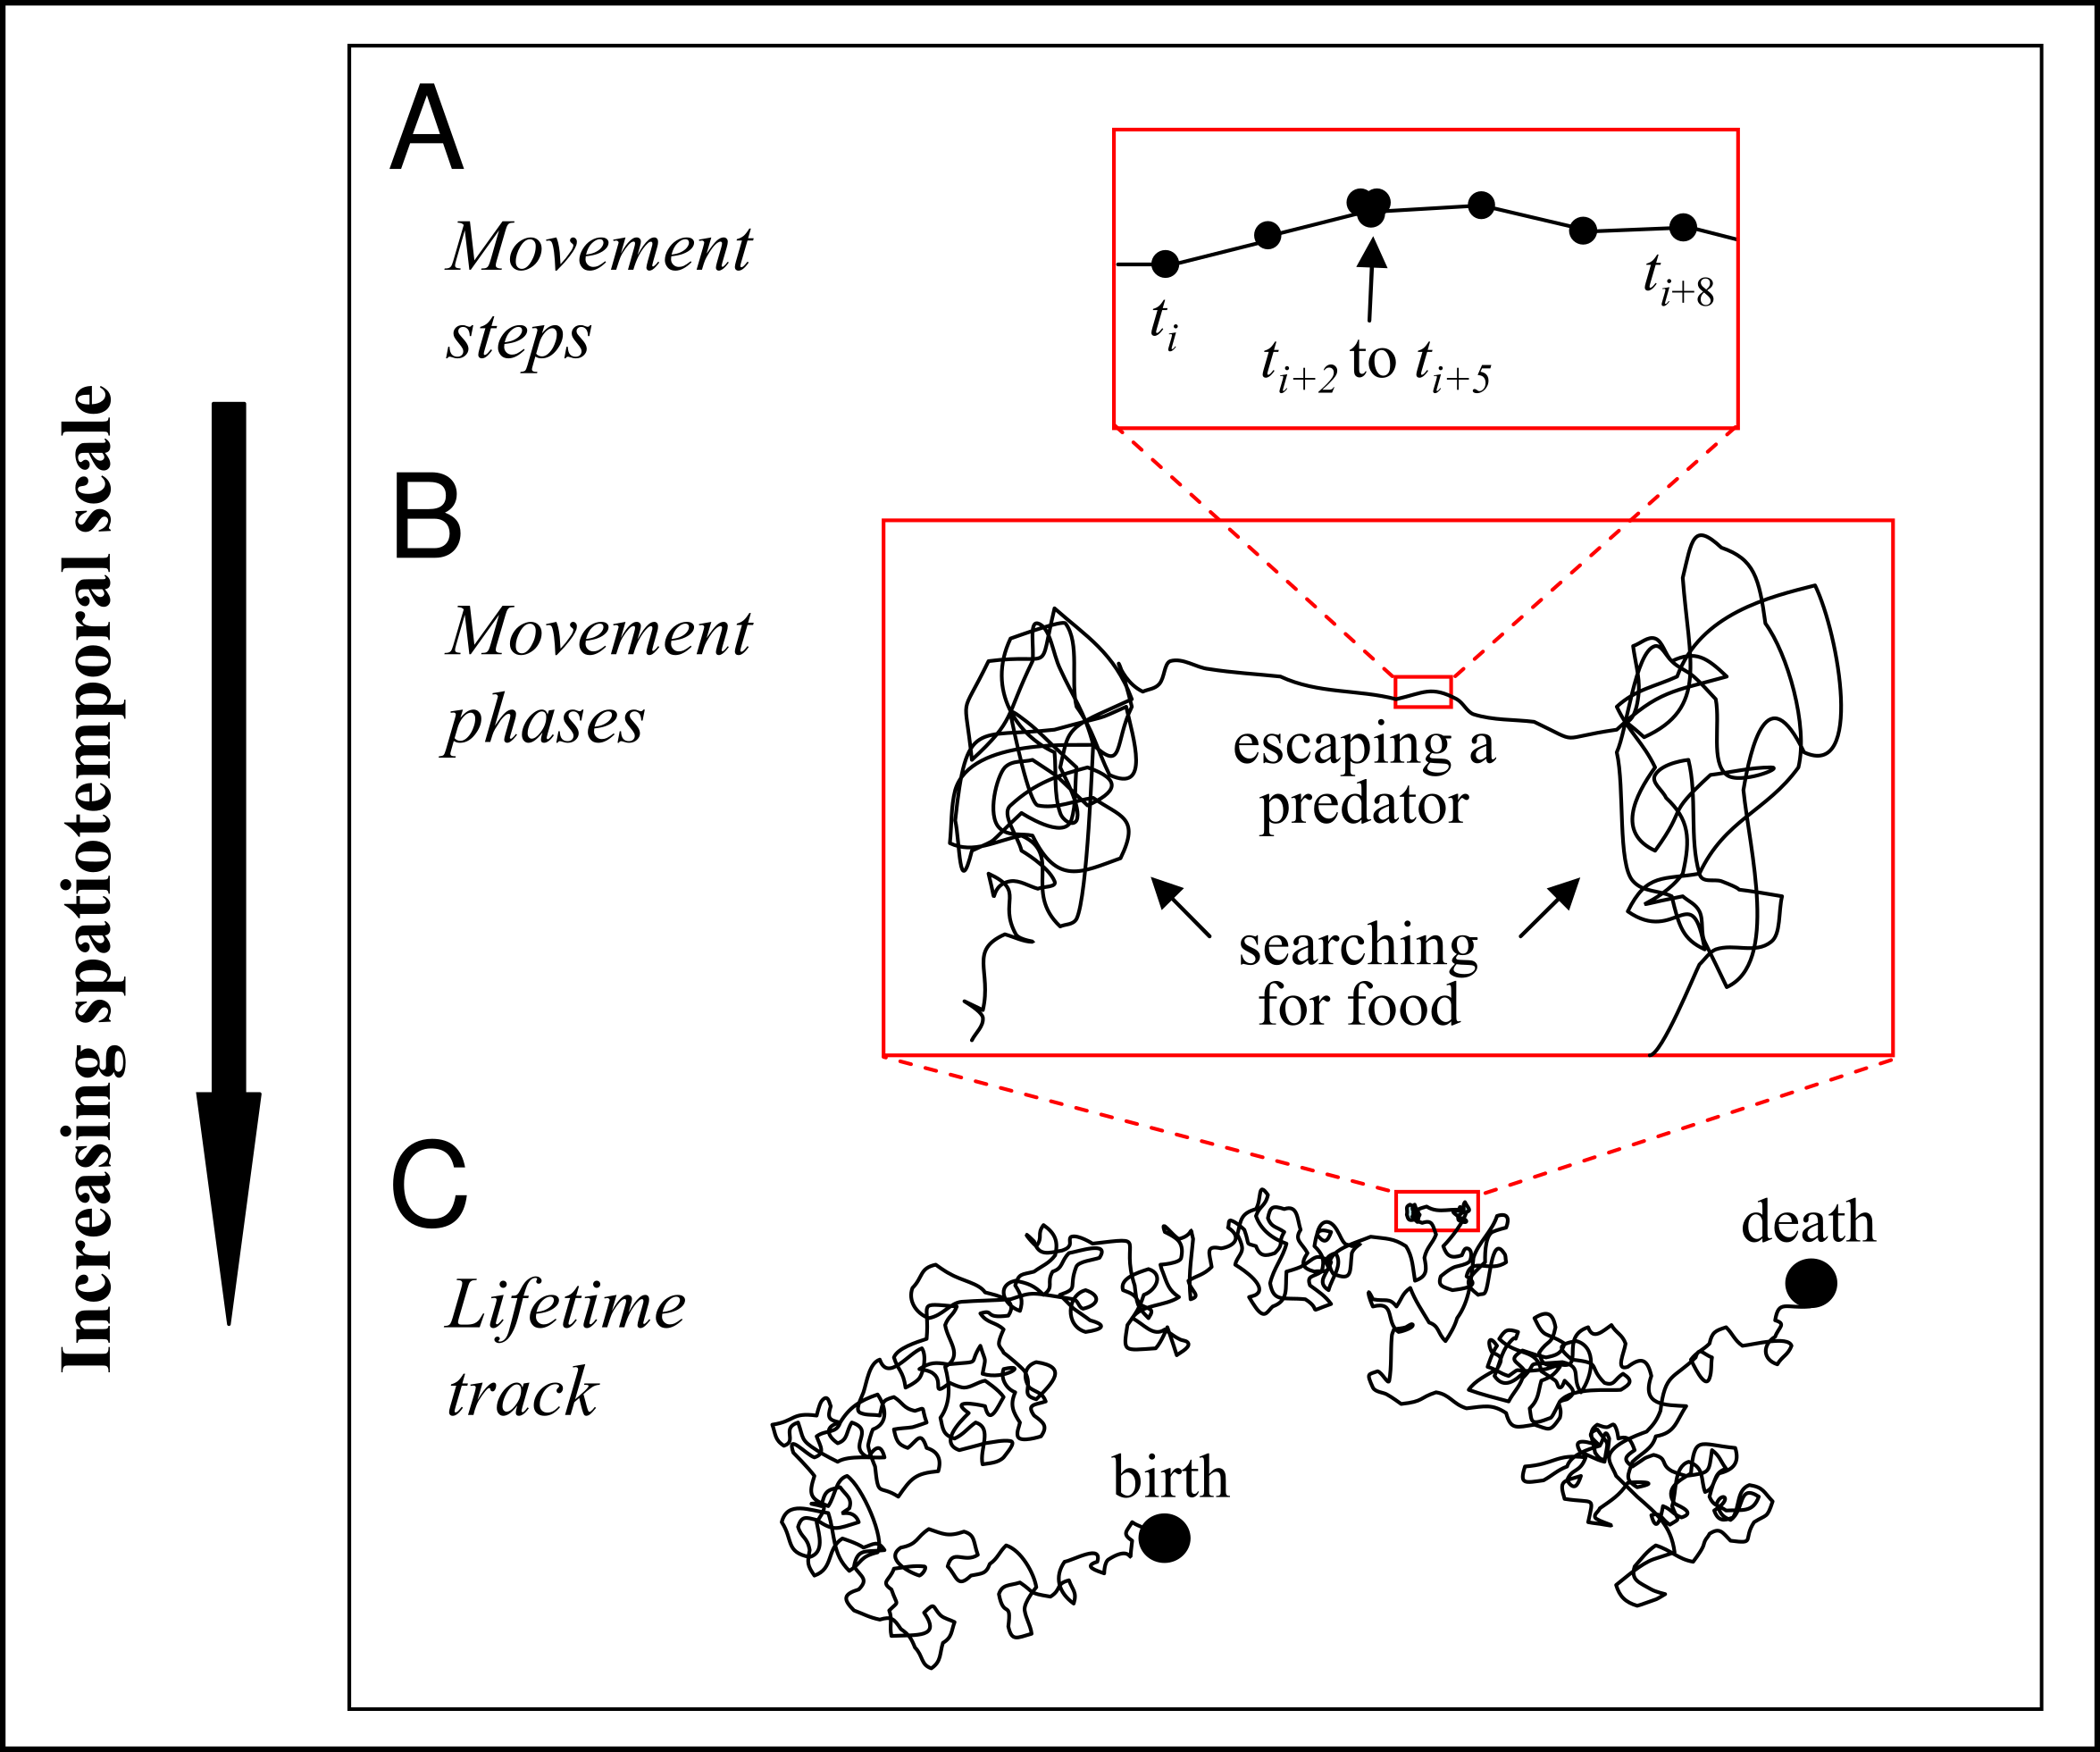 Increasing spatiotemporal scale
A
Movement
steps
t_i
t_{i+2} to t_{i+5}
t_{i+8}
B
Movement
phases
escaping a
predator
searching
for food
C
Lifetime
track
birth
death